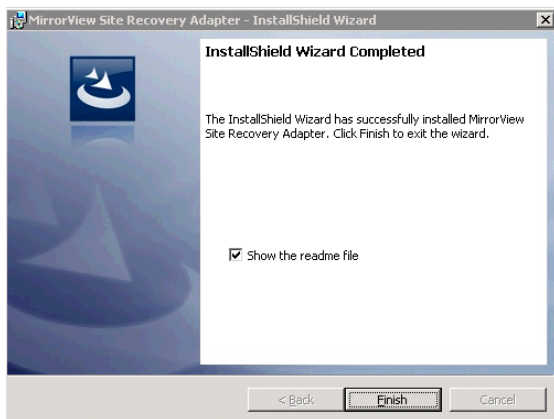 MirrorView Site Recovery Adapter - InstallShield Wizard
InstallShield Wizard Completed
The InstallShield Wizard has successfully installed MirrorView
Site Recovery Adapter. Click Finish to exit the wizard.
Show the readme file
< Back
Finish
Cancel